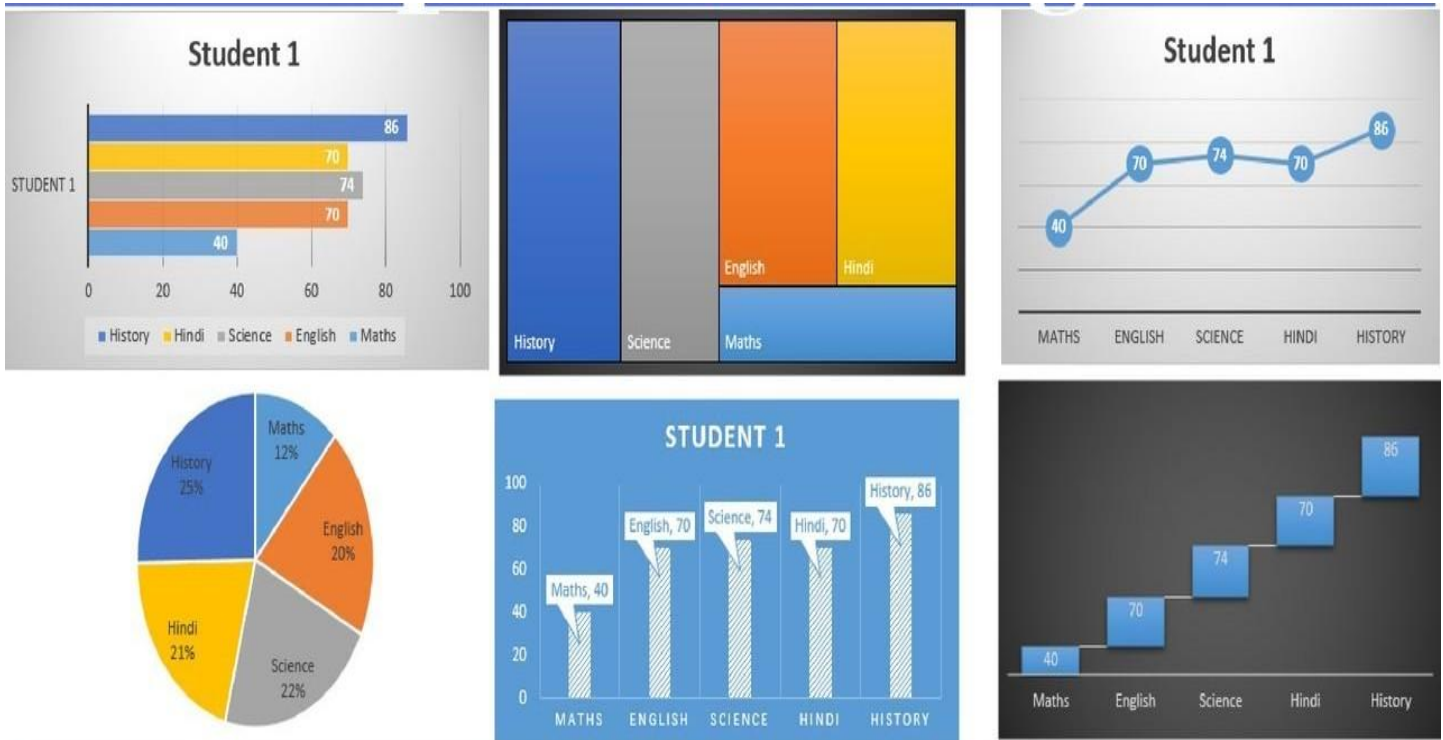 Student 1
86
70
74
70
40
STUDENT 1
0 20 40 60 80 100
History Hindi Science English Maths
English Hindi
History Science Maths
Student 1
40 70 74 70 86
MATHS ENGLISH SCIENCE HINDI HISTORY
Maths
12%
English
20%
Science
22%
Hindi
21%
History
25%
STUDENT 1
100
80
60
40
20
0
Maths, 40
English, 70
Science, 74
Hindi, 70
History, 86
MATHS ENGLISH SCIENCE HINDI HISTORY
86
70
74
70
40
Maths English Science Hindi History